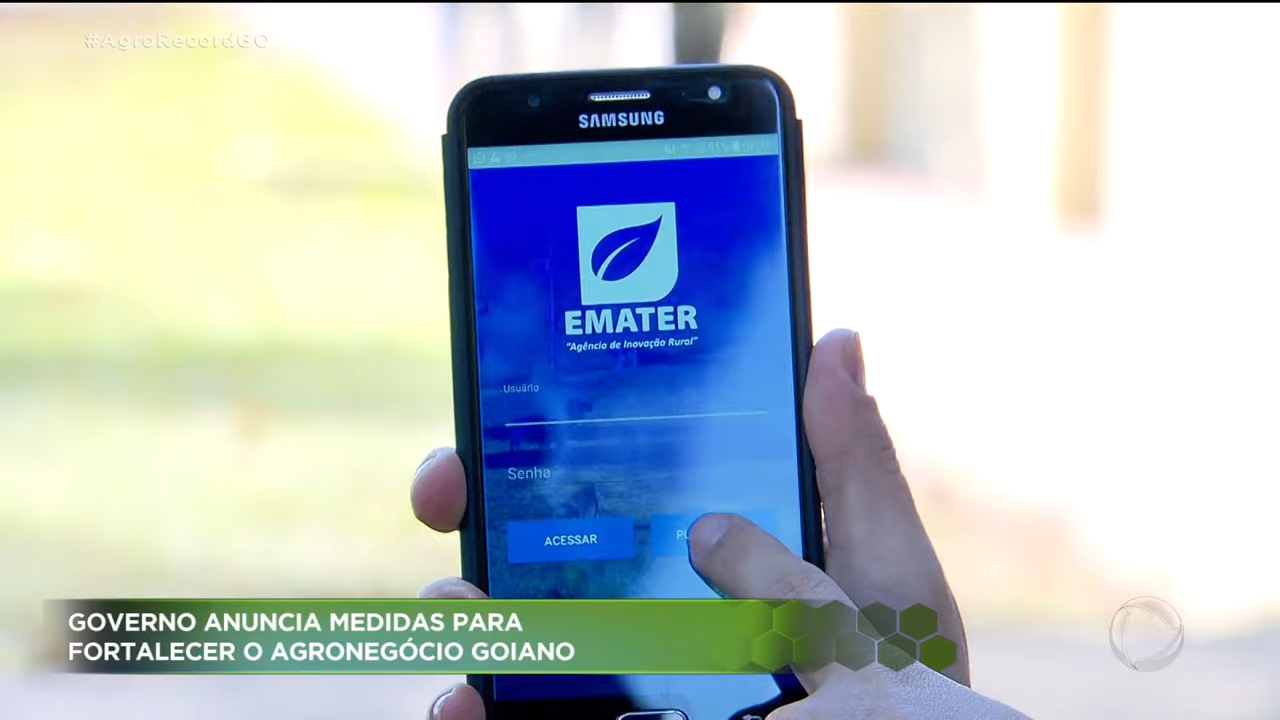 #AgroRecordGO
SAMSUNG
EMATER
"Agência de Inovação Rural"
Usuário
Senha
ACESSAR
GOVERNO ANUNCIA MEDIDAS PARA
FORTALECER O AGRONEGÓCIO GOIANO